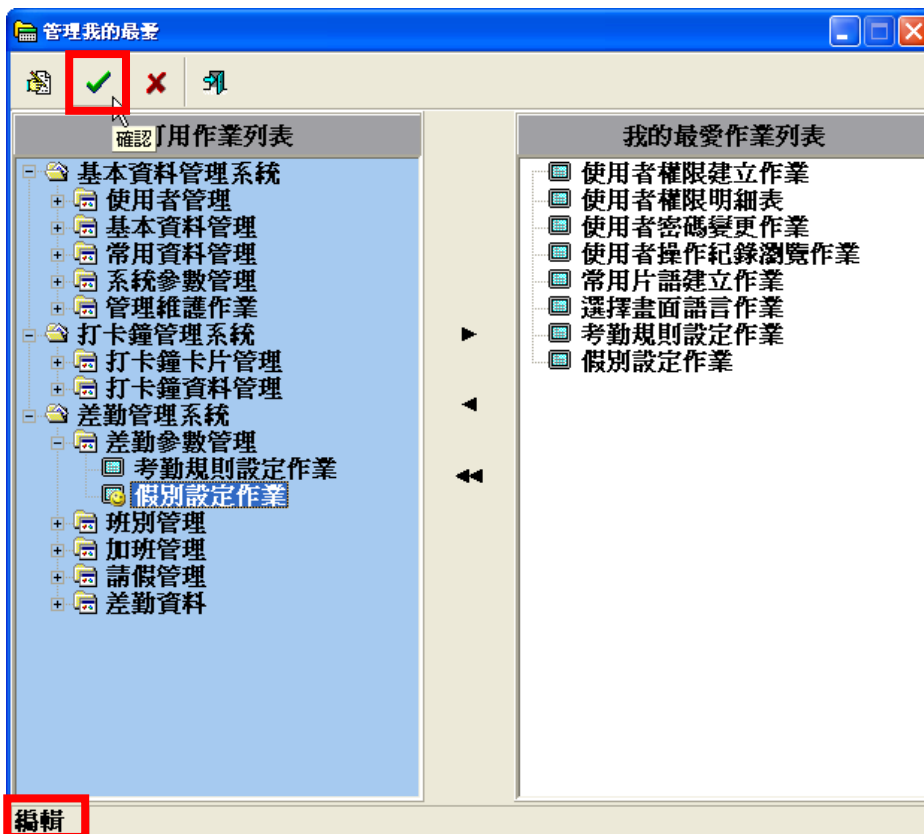 管理我的最愛
確認
可用作業列表
基本資料管理系統
使用者管理
基本資料管理
常用資料管理
系統參數管理
管理維護作業
打卡鐘管理系統
打卡鐘卡片管理
打卡鐘資料管理
差勤管理系統
差勤參數管理
考勤規則設定作業
假別設定作業
班別管理
加班管理
請假管理
差勤資料
我的最愛作業列表
使用者權限建立作業
使用者權限明細表
使用者密碼變更作業
使用者操作紀錄瀏覽作業
常用片語建立作業
選擇畫面語言作業
考勤規則設定作業
假別設定作業
編輯